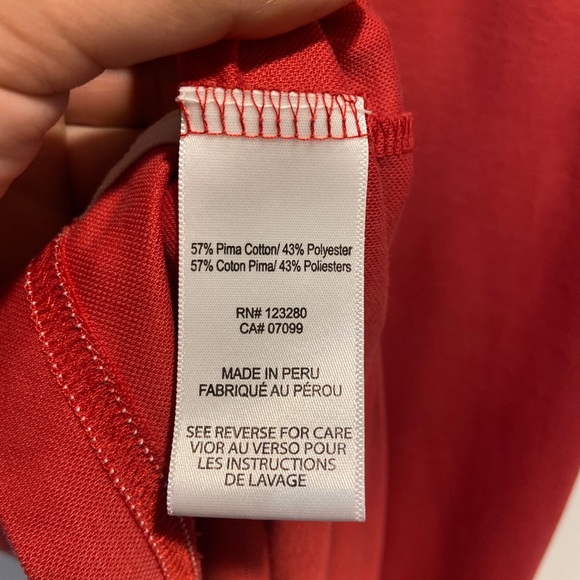 57% Pima Cotton/ 43% Polyester
57% Coton Pima/ 43% Poliesters
RN# 123280
CA# 07099
MADE IN PERU
FABRIQUÉ AU PÉROU
SEE REVERSE FOR CARE
VIOR AU VERSO POUR
LES INSTRUCTIONS
DE LAVAGE